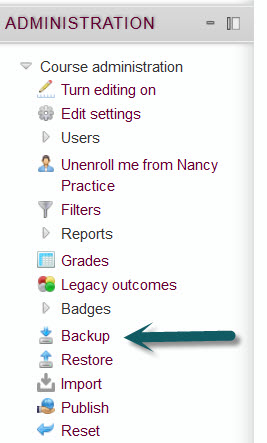 ADMINISTRATION
Course administration
Turn editing on
Edit settings
Users
Unenroll me from Nancy
Practice
Filters
Reports
Grades
Legacy outcomes
Badges
Backup
Restore
Import
Publish
Reset